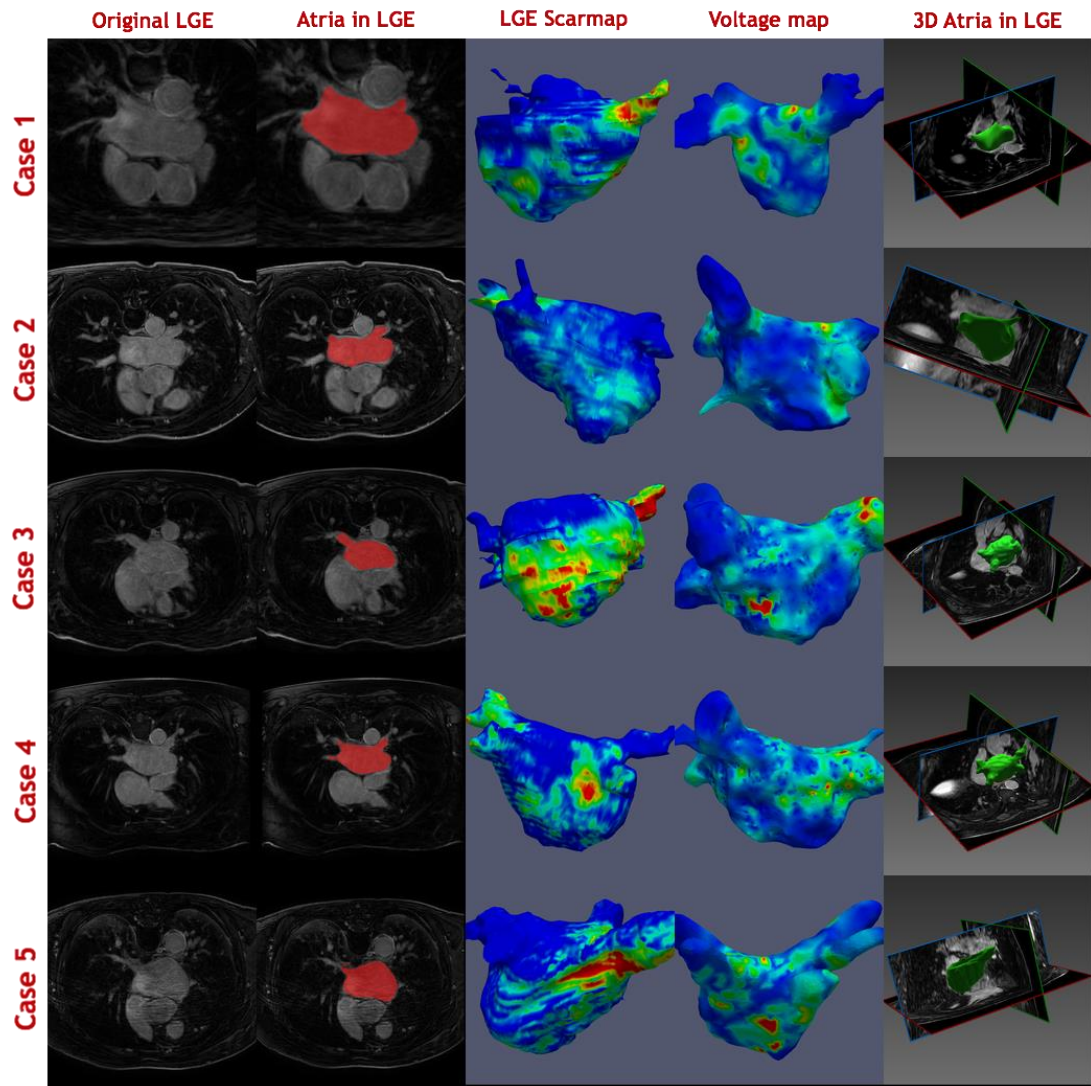 Original LGE
Atria in LGE
LGE Scarmap
Voltage map
3D Atria in LGE
Case 1
Case 2
Case 3
Case 4
Case 5